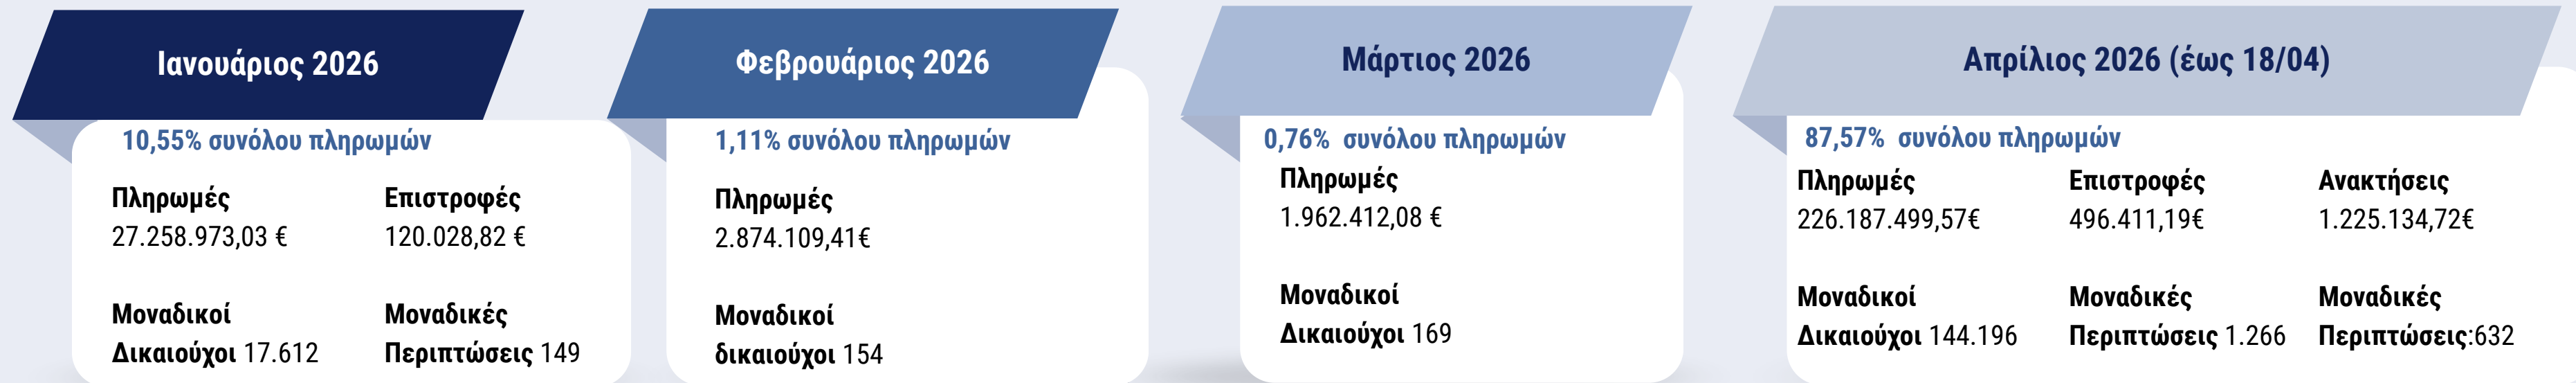 Ιανουάριος 2026
10,55% συνόλου πληρωμών
Πληρωμές
27.258.973,03 €
Επιστροφές
120.028,82 €
Μοναδικοί
Δικαιούχοι 17.612
Μοναδικές
Περιπτώσεις 149
Φεβρουάριος 2026
1,11% συνόλου πληρωμών
Πληρωμές
2.874.109,41€
Μοναδικοί
δικαιούχοι 154
Μάρτιος 2026
0,76% συνόλου πληρωμών
Πληρωμές
1.962.412,08 €
Μοναδικοί
Δικαιούχοι 169
Απρίλιος 2026 (έως 18/04)
87,57% συνόλου πληρωμών
Πληρωμές
226.187.499,57€
Επιστροφές
496.411,19€
Ανακτήσεις
1.225.134,72€
Μοναδικοί
Δικαιούχοι 144.196
Μοναδικές
Περιπτώσεις 1.266
Μοναδικές
Περιπτώσεις:632